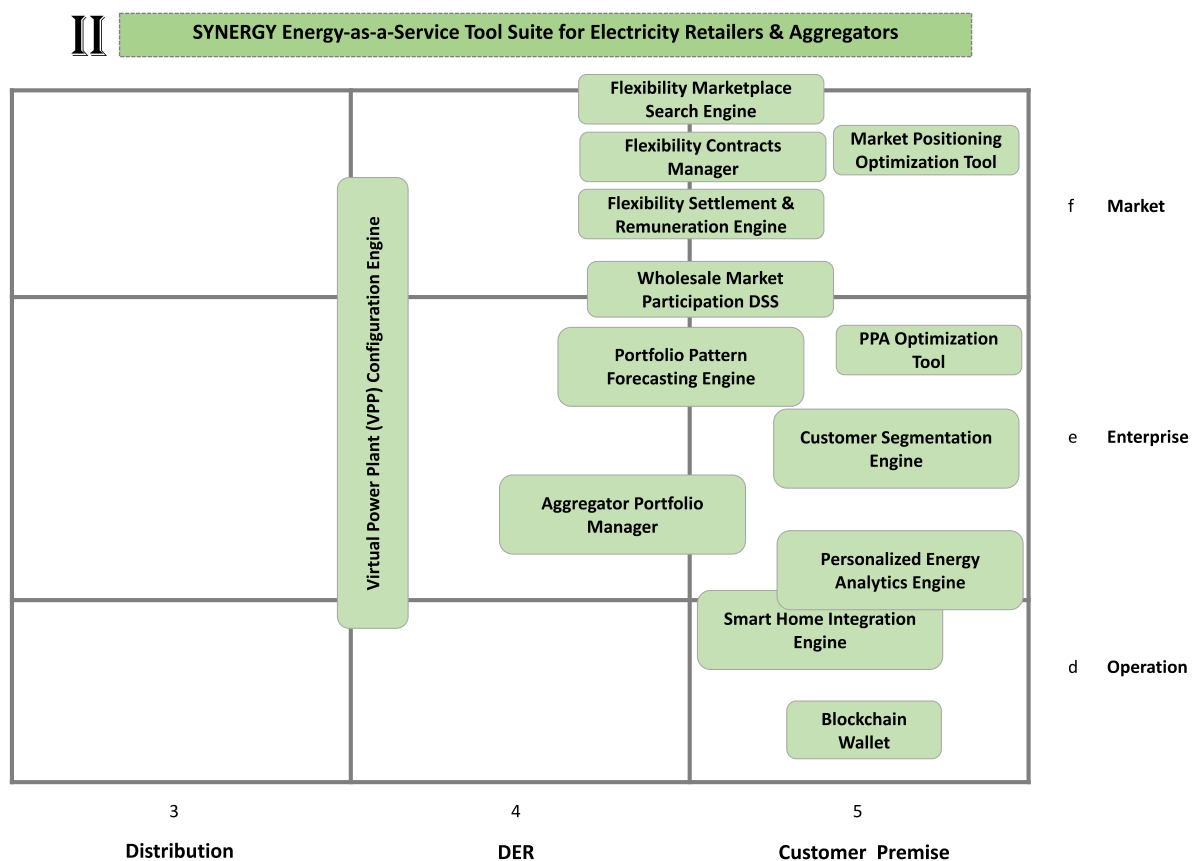 II
SYNERGY Energy-as-a-Service Tool Suite for Electricity Retailers & Aggregators
Flexibility Marketplace
Search Engine
Flexibility Contracts
Manager
Market Positioning
Optimization Tool
Flexibility Settlement &
Remuneration Engine
f Market
Wholesale Market
Participation DSS
Virtual Power Plant (VPP) Configuration Engine
Portfolio Pattern
Forecasting Engine
PPA Optimization
Tool
Customer Segmentation
Engine
e Enterprise
Aggregator Portfolio
Manager
Personalized Energy
Analytics Engine
Smart Home Integration
Engine
d Operation
Blockchain
Wallet
3 4 5
Distribution DER Customer Premise